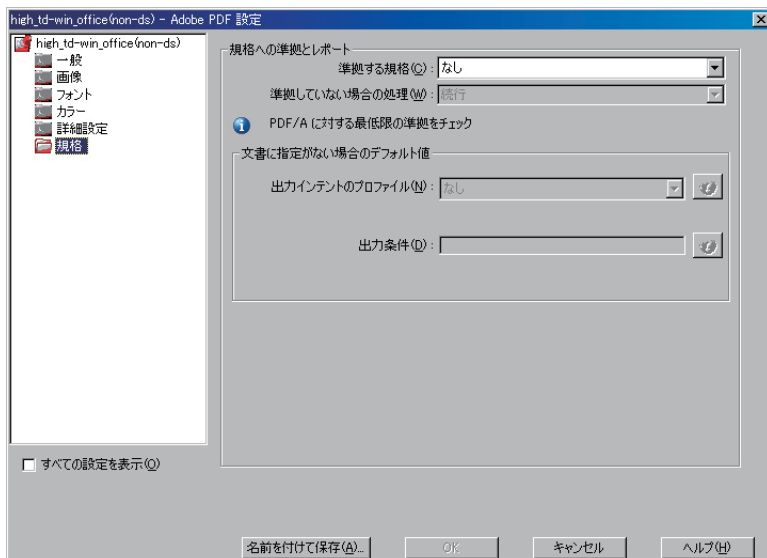 high_td-win_office(non-ds) - Adobe PDF 設定
high_td-win_office(non-ds)
一般
画像
フォント
カラー
詳細設定
規格
すべての設定を表示(O)
規格への準拠とレポート
準拠する規格(C): なし
準拠していない場合の処理(W): 続行
PDF/A に対する最低限の準拠をチェック
文書に指定がない場合のデフォルト値
出力インテントのプロファイル(N): なし
出力条件(D):
名前を付けて保存(A)... OK キャンセル ヘルプ(H)